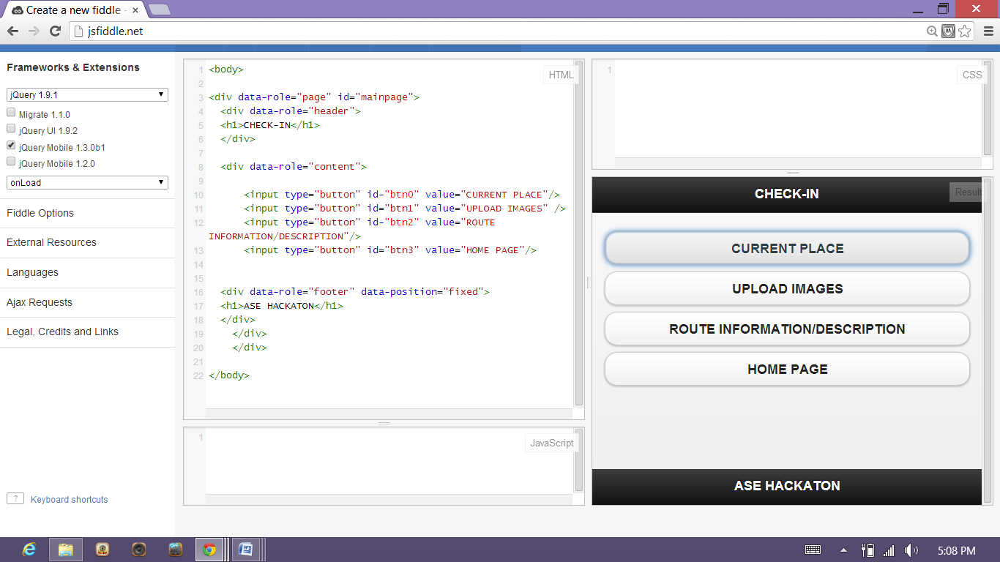 Create a new fiddle -
jsfiddle.net
Frameworks & Extensions
jQuery 1.9.1
Migrate 1.1.0
jQuery UI 1.9.2
jQuery Mobile 1.3.0b1
jQuery Mobile 1.2.0
onLoad
Fiddle Options
External Resources
Languages
Ajax Requests
Legal, Credits and Links
? Keyboard shortcuts
HTML
1 <body>
2
3 <div data-role="page" id="mainpage">
4 <div data-role="header">
5 <h1>CHECK-IN</h1>
6 </div>
7
8 <div data-role="content">
9
10 <input type="button" id="btn0" value="CURRENT PLACE"/>
11 <input type="button" id="btn1" value="UPLOAD IMAGES" />
12 <input type="button" id="btn2" value="ROUTE
INFORMATION/DESCRIPTION"/>
13 <input type="button" id="btn3" value="HOME PAGE"/>
14
15
16 <div data-role="footer" data-position="fixed">
17 <h1>ASE HACKATON</h1>
18 </div>
19 </div>
20 </div>
21
22 </body>
1
JavaScript
1
CSS
CHECK-IN
Result
CURRENT PLACE
UPLOAD IMAGES
ROUTE INFORMATION/DESCRIPTION
HOME PAGE
ASE HACKATON
5:08 PM